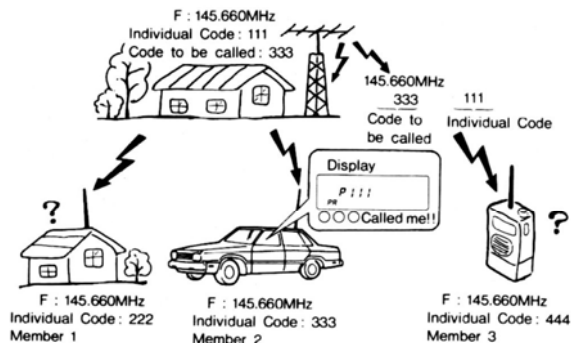 F : 145.660MHz
Individual Code : 111
Code to be called : 333
145.660MHz
333 111
Code to be called
Individual Code
Display
P111
PR
Called me!!
?
?
F : 145.660MHz
Individual Code : 222
Member 1
F : 145.660MHz
Individual Code : 333
Member 2
F : 145.660MHz
Individual Code : 444
Member 3